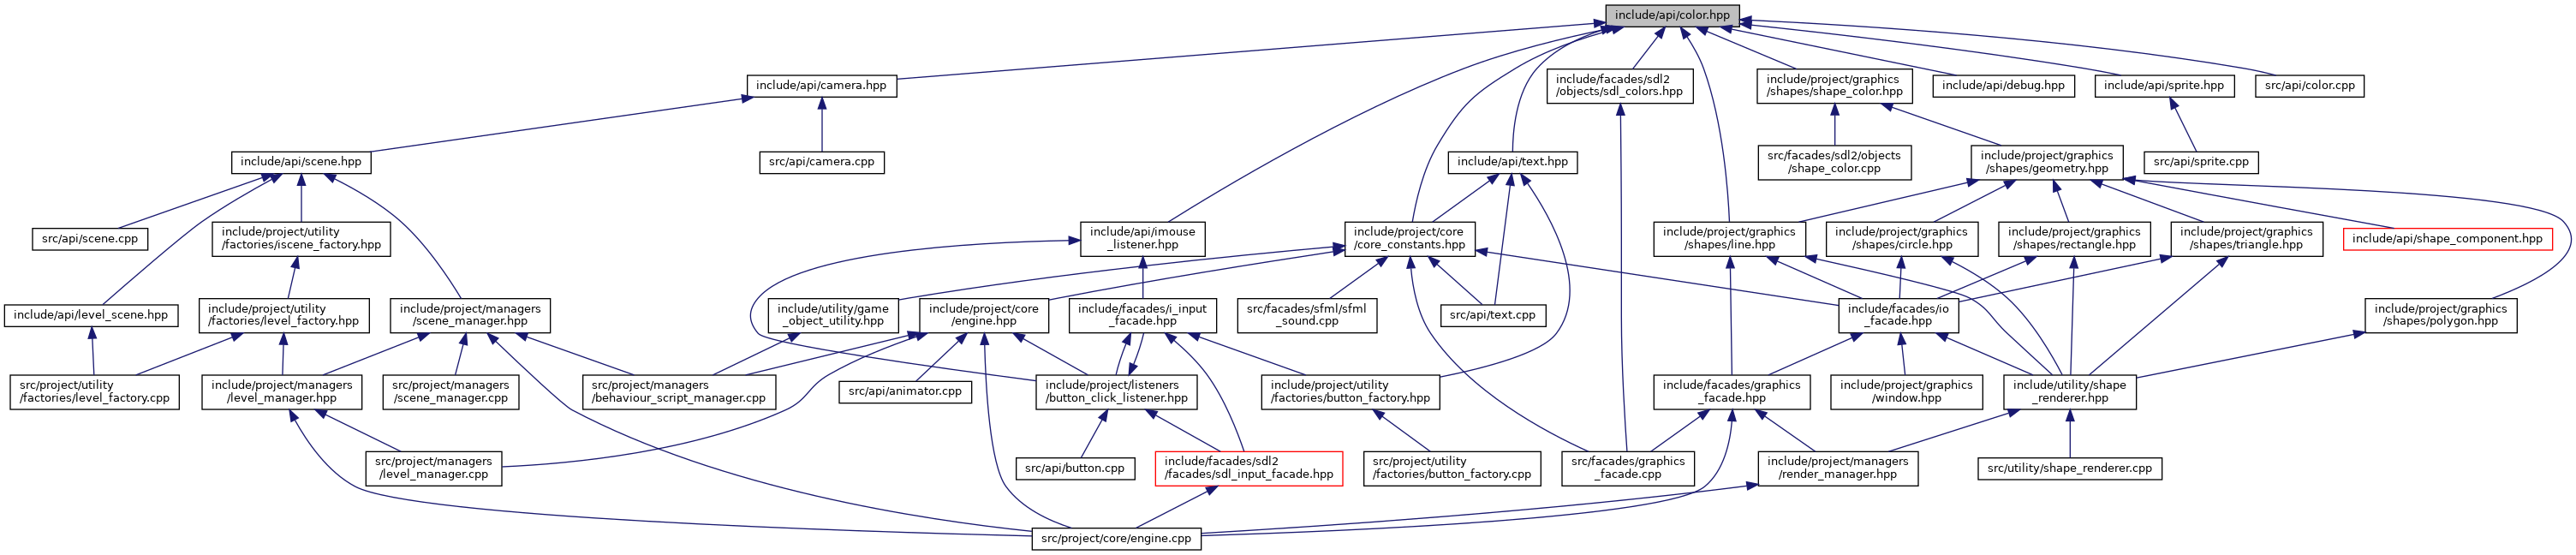 include/api/color.hpp
include/api/camera.hpp
include/facades/sdl2
/objects/sdl_colors.hpp
include/project/graphics
/shapes/shape_color.hpp
include/api/debug.hpp
include/api/sprite.hpp
src/api/color.cpp
include/api/scene.hpp
src/api/camera.cpp
include/api/text.hpp
src/facades/sdl2/objects
/shape_color.cpp
include/project/graphics
/shapes/geometry.hpp
src/api/sprite.cpp
src/api/scene.cpp
include/project/utility
/factories/iscene_factory.hpp
include/api/imouse
_listener.hpp
include/project/core
/core_constants.hpp
include/project/graphics
/shapes/line.hpp
include/project/graphics
/shapes/circle.hpp
include/project/graphics
/shapes/rectangle.hpp
include/project/graphics
/shapes/triangle.hpp
include/api/shape_component.hpp
include/api/level_scene.hpp
include/project/utility
/factories/level_factory.hpp
include/project/managers
/scene_manager.hpp
include/utility/game
_object_utility.hpp
include/project/core
/engine.hpp
include/facades/i_input
_facade.hpp
src/facades/sfml/sfml
_sound.cpp
src/api/text.cpp
include/facades/io
_facade.hpp
include/project/graphics
/shapes/polygon.hpp
src/project/utility
/factories/level_factory.cpp
include/project/managers
/level_manager.hpp
src/project/managers
/scene_manager.cpp
src/project/managers
/behaviour_script_manager.cpp
src/api/animator.cpp
include/project/listeners
/button_click_listener.hpp
include/project/utility
/factories/button_factory.hpp
include/facades/graphics
_facade.hpp
include/project/graphics
/window.hpp
include/utility/shape
_renderer.hpp
src/project/managers
/level_manager.cpp
src/api/button.cpp
include/facades/sdl2
/facades/sdl_input_facade.hpp
src/project/utility
/factories/button_factory.cpp
src/facades/graphics
_facade.cpp
include/project/managers
/render_manager.hpp
src/utility/shape_renderer.cpp
src/project/core/engine.cpp